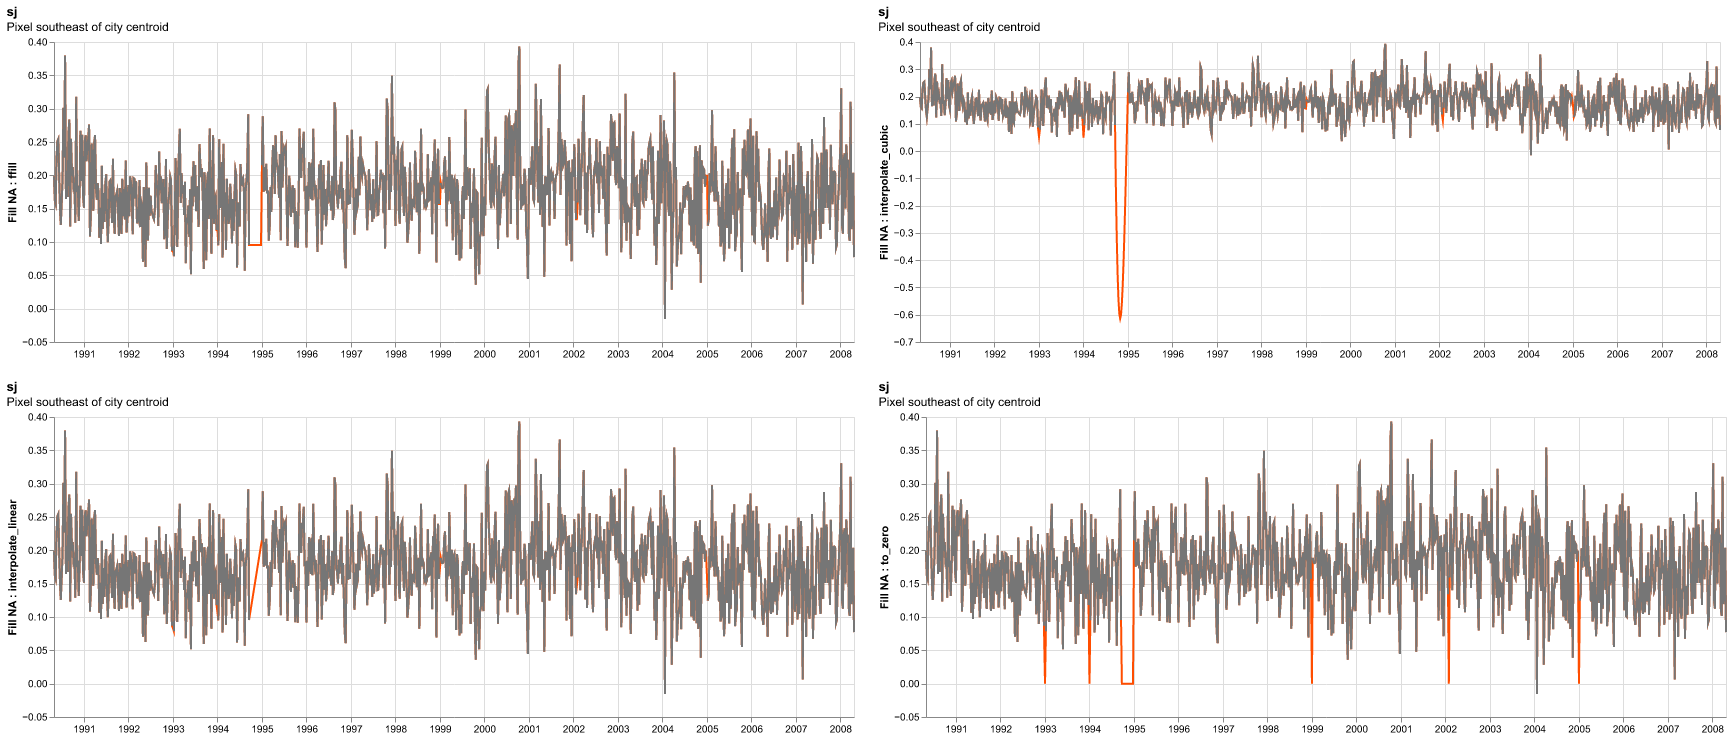 sj
Pixel southeast of city centroid
Fill NA : ffill
0.40
0.35
0.30
0.25
0.20
0.15
0.10
0.05
0.00
−0.05
1991 1992 1993 1994 1995 1996 1997 1998 1999 2000 2001 2002 2003 2004 2005 2006 2007 2008
sj
Pixel southeast of city centroid
Fill NA : interpolate_cubic
0.4
0.3
0.2
0.1
0.0
−0.1
−0.2
−0.3
−0.4
−0.5
−0.6
−0.7
1991 1992 1993 1994 1995 1996 1997 1998 1999 2000 2001 2002 2003 2004 2005 2006 2007 2008
sj
Pixel southeast of city centroid
Fill NA : interpolate_linear
0.40
0.35
0.30
0.25
0.20
0.15
0.10
0.05
0.00
−0.05
1991 1992 1993 1994 1995 1996 1997 1998 1999 2000 2001 2002 2003 2004 2005 2006 2007 2008
sj
Pixel southeast of city centroid
Fill NA : to_zero
0.40
0.35
0.30
0.25
0.20
0.15
0.10
0.05
0.00
−0.05
1991 1992 1993 1994 1995 1996 1997 1998 1999 2000 2001 2002 2003 2004 2005 2006 2007 2008